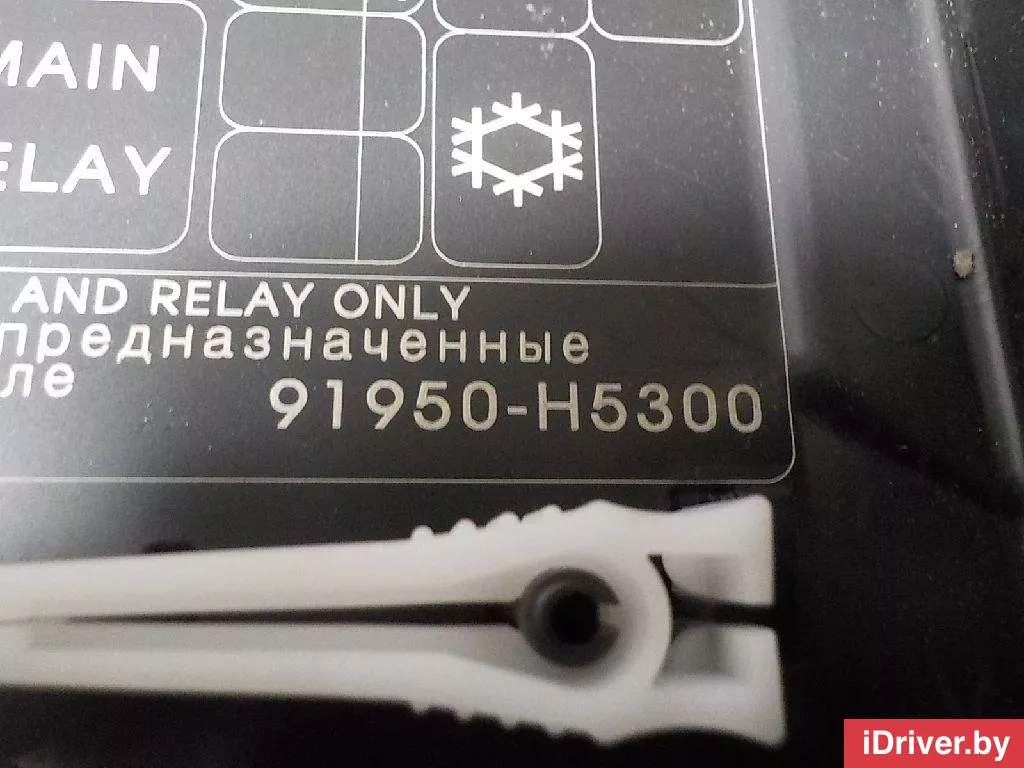 MAIN
ELAY
AND RELAY ONLY
предназначенные
ле
91950-H5300
iDriver.by